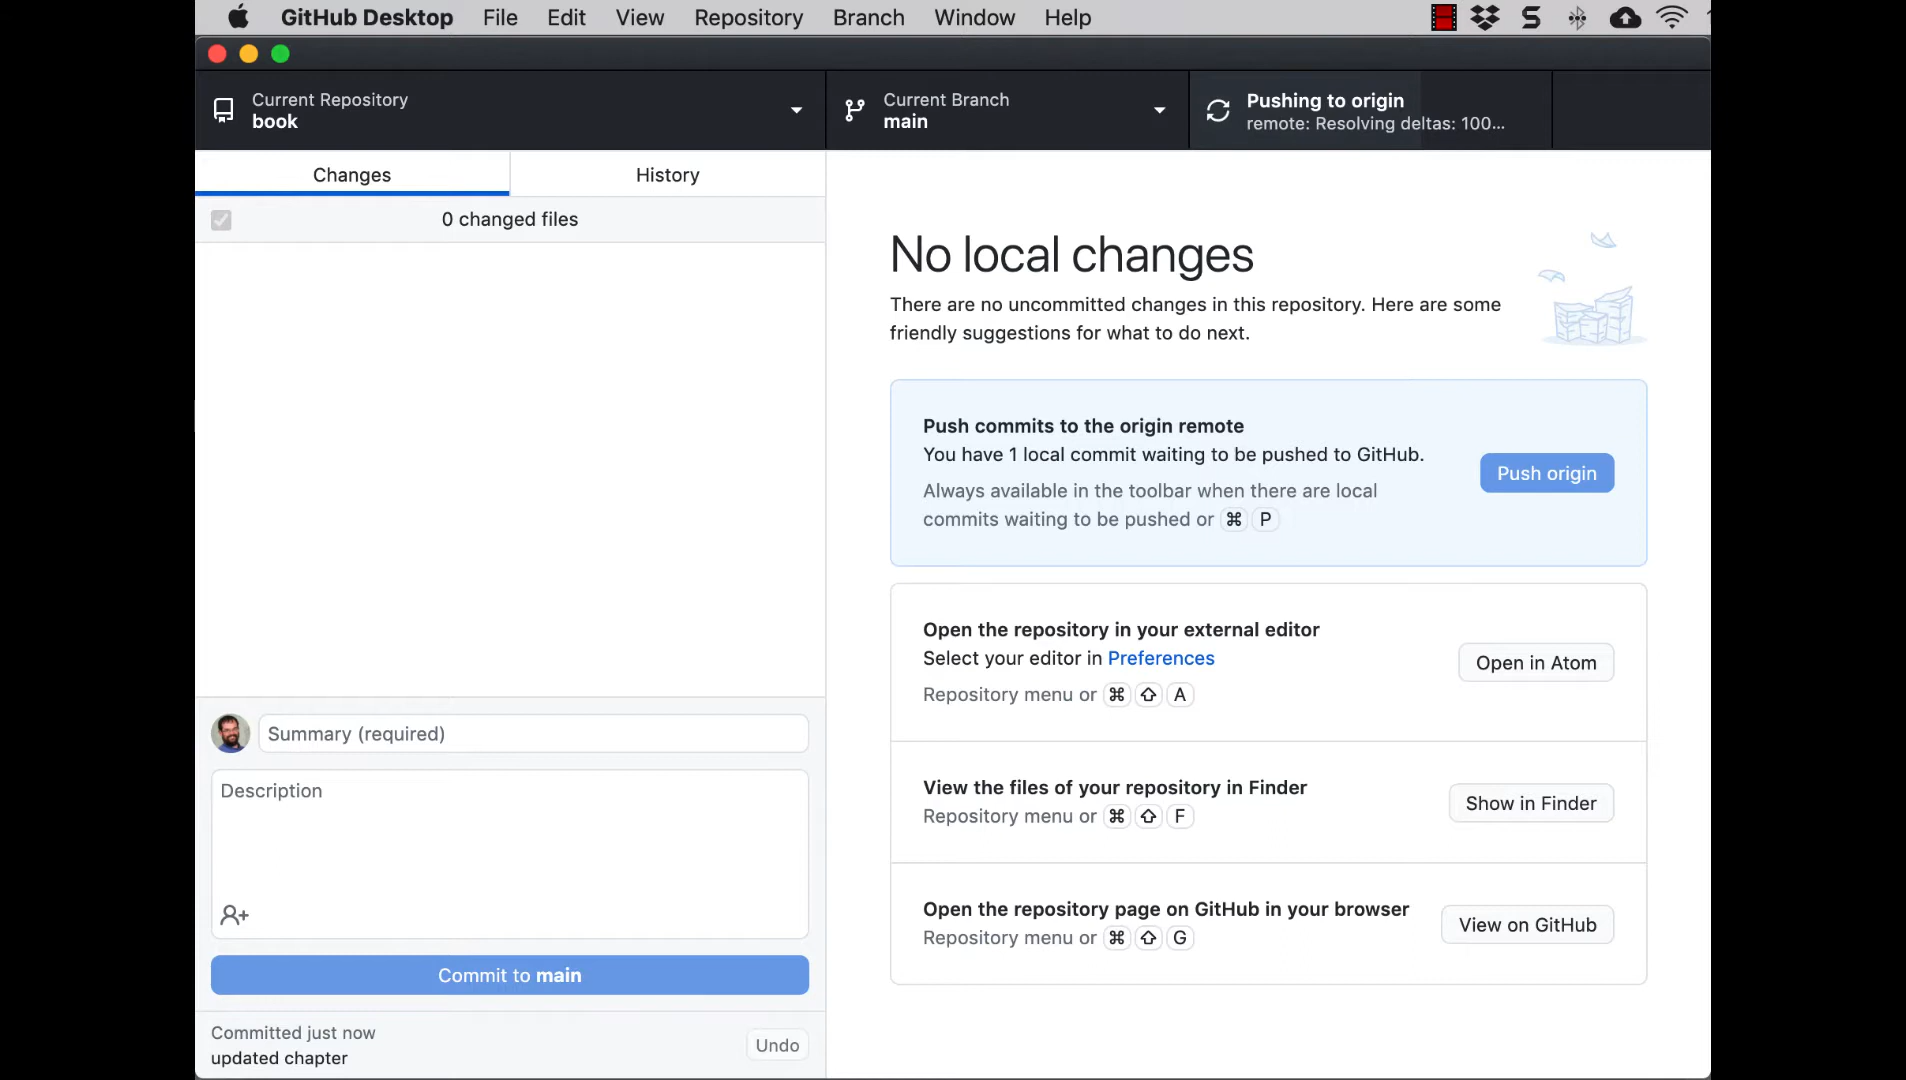 GitHub Desktop File Edit View Repository Branch Window Help
Current Repository
book
Current Branch
main
Pushing to origin
remote: Resolving deltas: 100...
Changes
History
0 changed files
No local changes
There are no uncommitted changes in this repository. Here are some
friendly suggestions for what to do next.
Push commits to the origin remote
You have 1 local commit waiting to be pushed to GitHub.
Always available in the toolbar when there are local
commits waiting to be pushed or ⌘ P
Push origin
Open the repository in your external editor
Select your editor in Preferences
Repository menu or ⌘ ⇧ A
Open in Atom
View the files of your repository in Finder
Repository menu or ⌘ ⇧ F
Show in Finder
Open the repository page on GitHub in your browser
Repository menu or ⌘ ⇧ G
View on GitHub
Summary (required)
Description
Commit to main
Committed just now
updated chapter
Undo